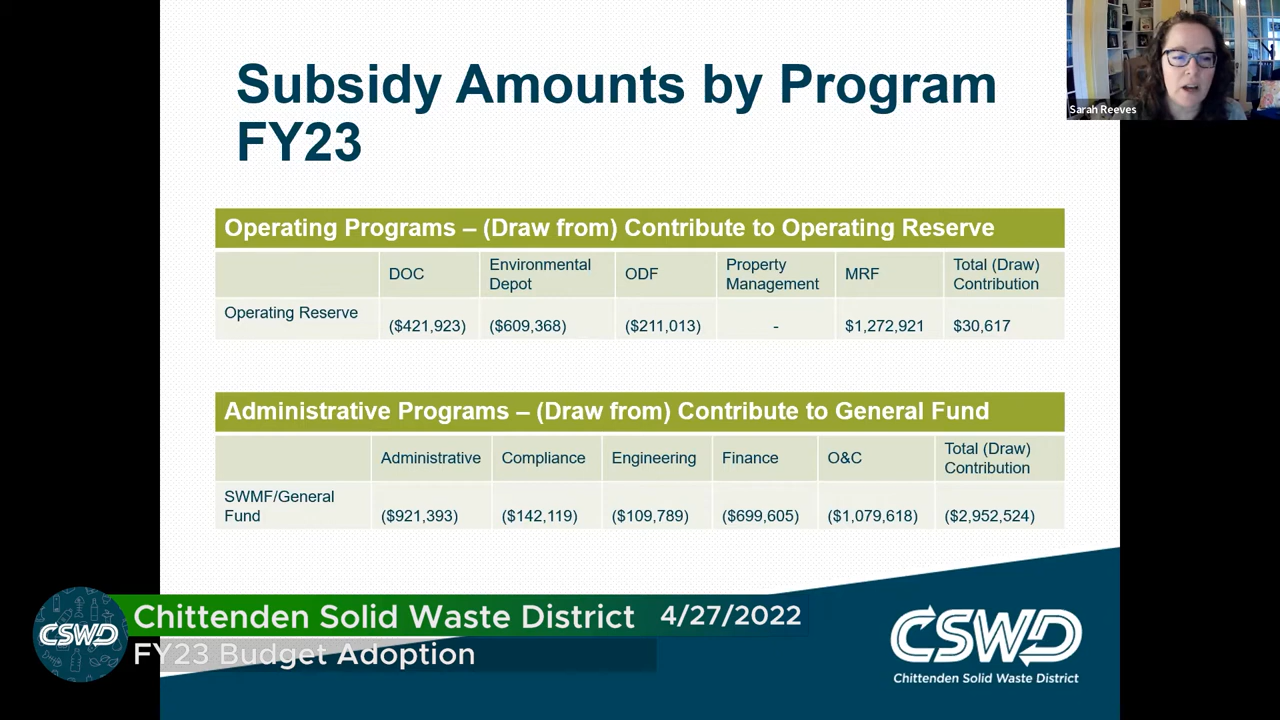 Subsidy Amounts by Program
FY23
Sarah Reeves
Operating Programs – (Draw from) Contribute to Operating Reserve
DOC
Environmental
Depot
ODF
Property
Management
MRF
Total (Draw)
Contribution
Operating Reserve
($421,923)
($609,368)
($211,013)
-
$1,272,921
$30,617
Administrative Programs – (Draw from) Contribute to General Fund
Administrative
Compliance
Engineering
Finance
O&C
Total (Draw)
Contribution
SWMF/General
Fund
($921,393)
($142,119)
($109,789)
($699,605)
($1,079,618)
($2,952,524)
CSWD
Chittenden Solid Waste District 4/27/2022
FY23 Budget Adoption
CSWD
Chittenden Solid Waste District